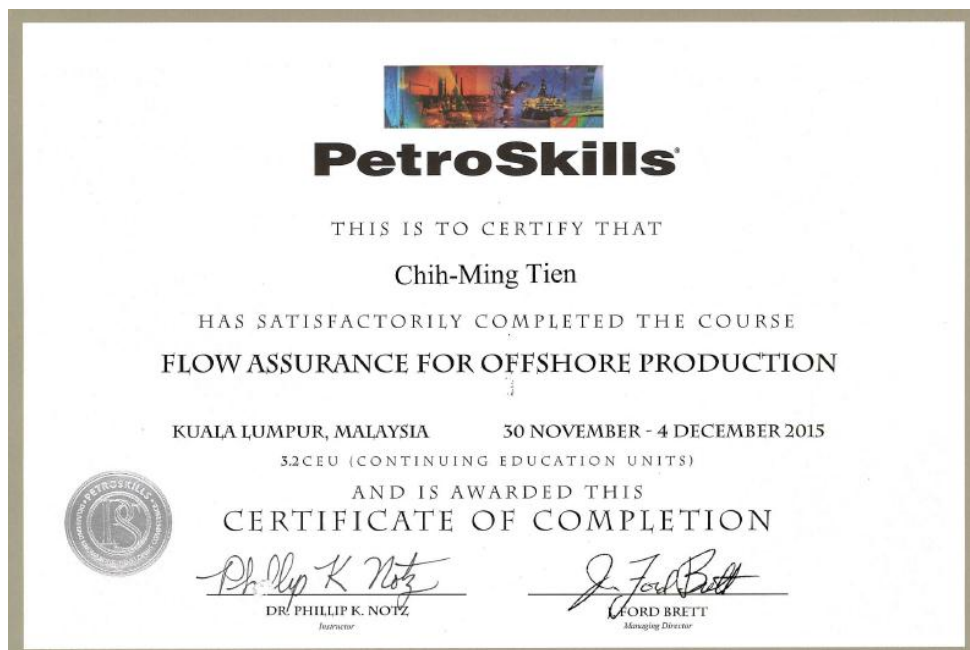 PetroSkills®
THIS IS TO CERTIFY THAT
Chih-Ming Tien
HAS SATISFACTORILY COMPLETED THE COURSE
FLOW ASSURANCE FOR OFFSHORE PRODUCTION
KUALA LUMPUR, MALAYSIA 30 NOVEMBER - 4 DECEMBER 2015
3.2CEU (CONTINUING EDUCATION UNITS)
AND IS AWARDED THIS
CERTIFICATE OF COMPLETION
PETROSKILLS
Phillip K Notz J. Ford Brett
DR. PHILLIP K. NOTZ J. FORD BRETT
Instructor Managing Director